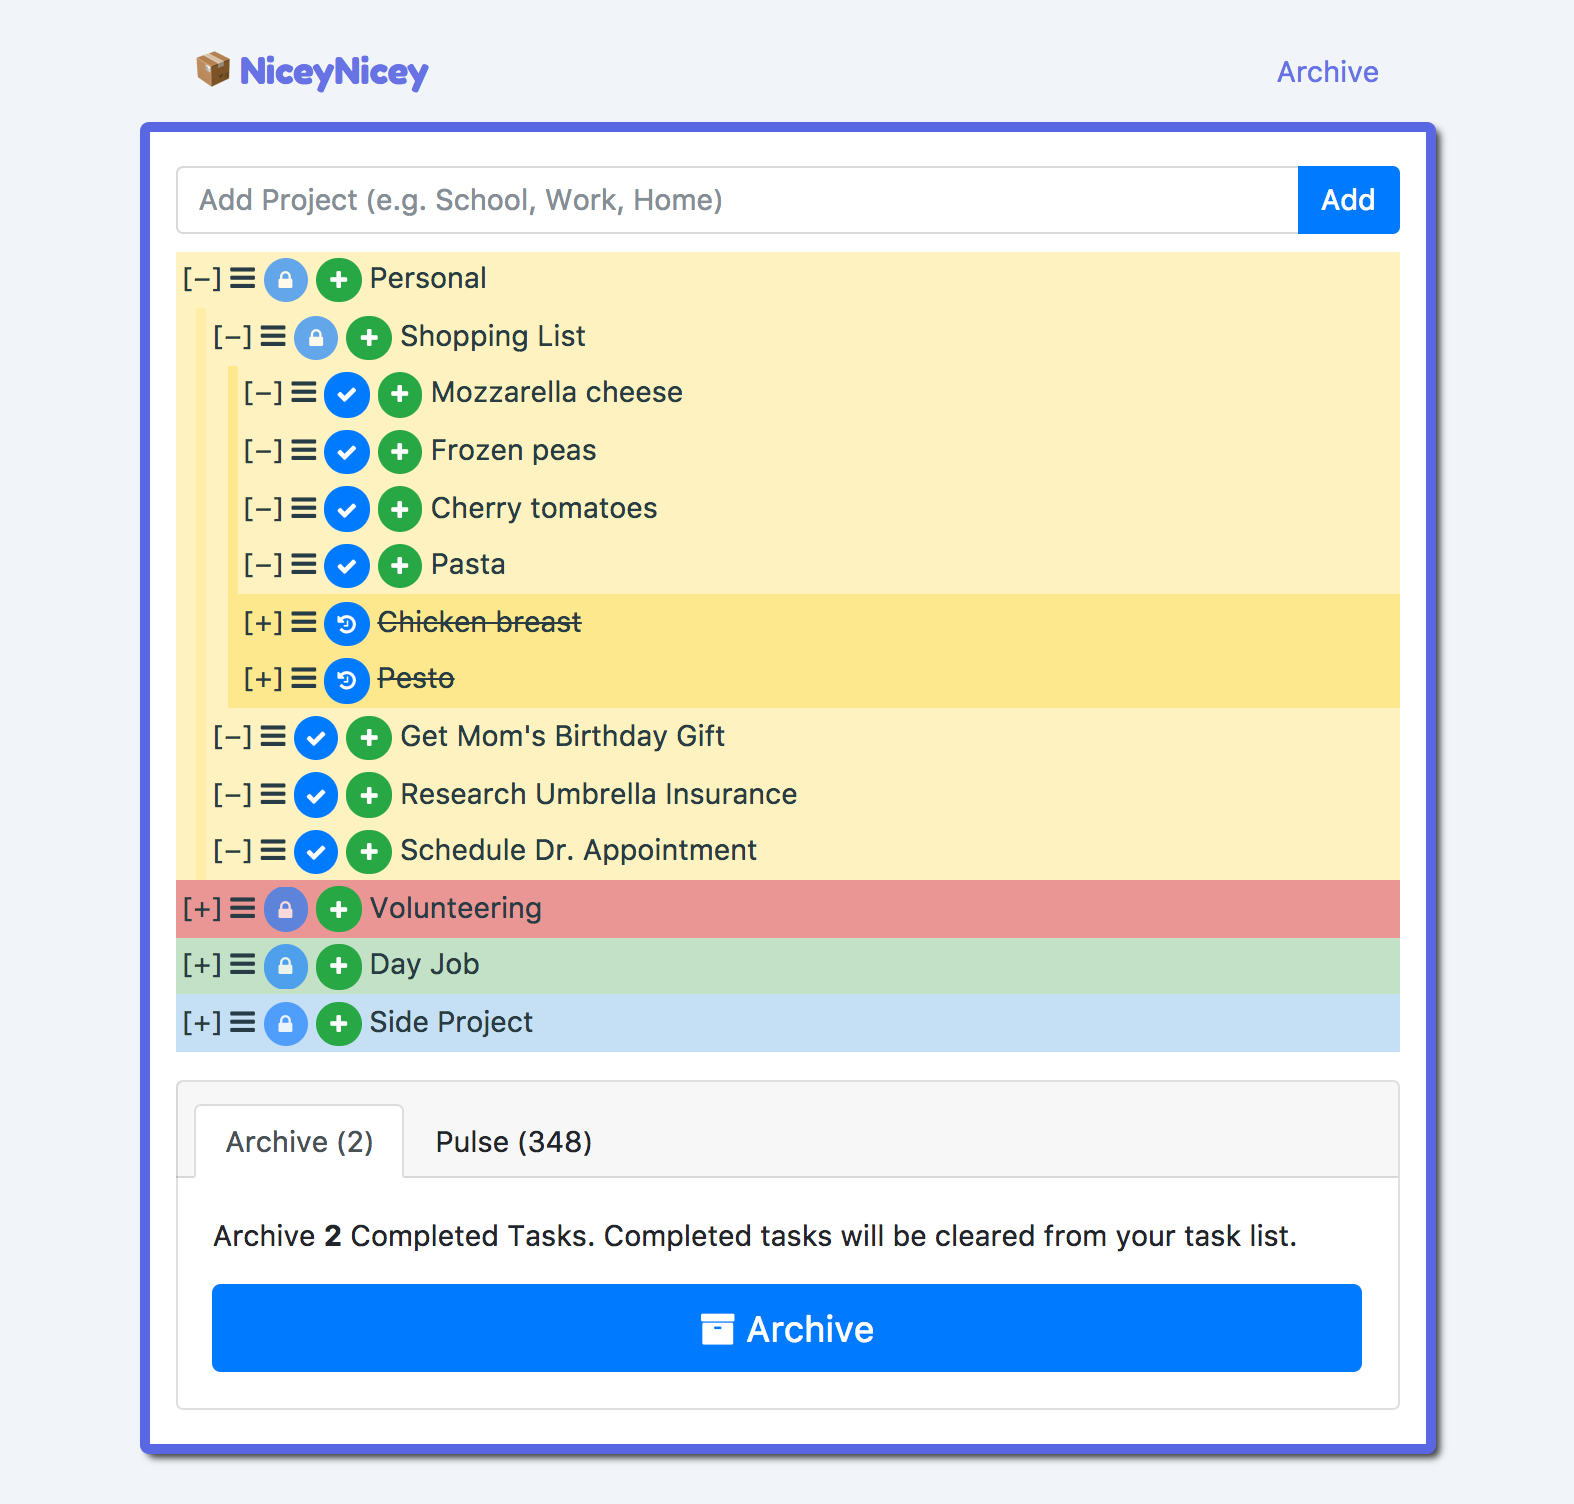 NiceyNicey
Archive
Add Project (e.g. School, Work, Home)
Add
[–] Personal
[–] Shopping List
[–] Mozzarella cheese
[–] Frozen peas
[–] Cherry tomatoes
[–] Pasta
[+] Chicken breast
[+] Pesto
[–] Get Mom's Birthday Gift
[–] Research Umbrella Insurance
[–] Schedule Dr. Appointment
[+] Volunteering
[+] Day Job
[+] Side Project
Archive (2)
Pulse (348)
Archive 2 Completed Tasks. Completed tasks will be cleared from your task list.
Archive